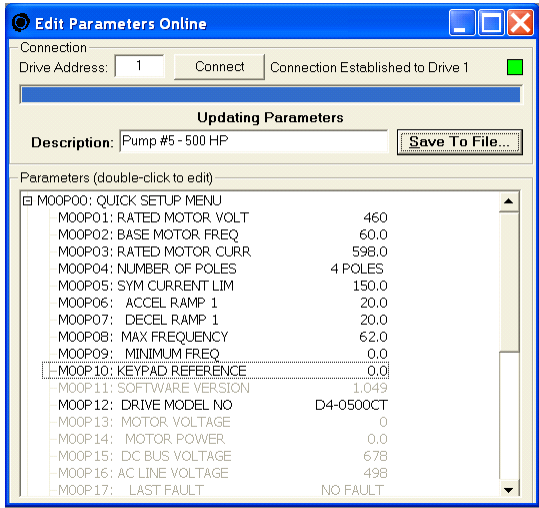 Edit Parameters Online
Connection
Drive Address: 1 Connect Connection Established to Drive 1
Updating Parameters
Description: Pump #5 - 500 HP Save To File...
Parameters (double-click to edit)
M00P00: QUICK SETUP MENU
M00P01: RATED MOTOR VOLT 460
M00P02: BASE MOTOR FREQ 60.0
M00P03: RATED MOTOR CURR 598.0
M00P04: NUMBER OF POLES 4 POLES
M00P05: SYM CURRENT LIM 150.0
M00P06: ACCEL RAMP 1 20.0
M00P07: DECEL RAMP 1 20.0
M00P08: MAX FREQUENCY 62.0
M00P09: MINIMUM FREQ 0.0
M00P10: KEYPAD REFERENCE 0.0
M00P11: SOFTWARE VERSION 1.049
M00P12: DRIVE MODEL NO D4-0500CT
M00P13: MOTOR VOLTAGE 0
M00P14: MOTOR POWER 0.0
M00P15: DC BUS VOLTAGE 678
M00P16: AC LINE VOLTAGE 498
M00P17: LAST FAULT NO FAULT